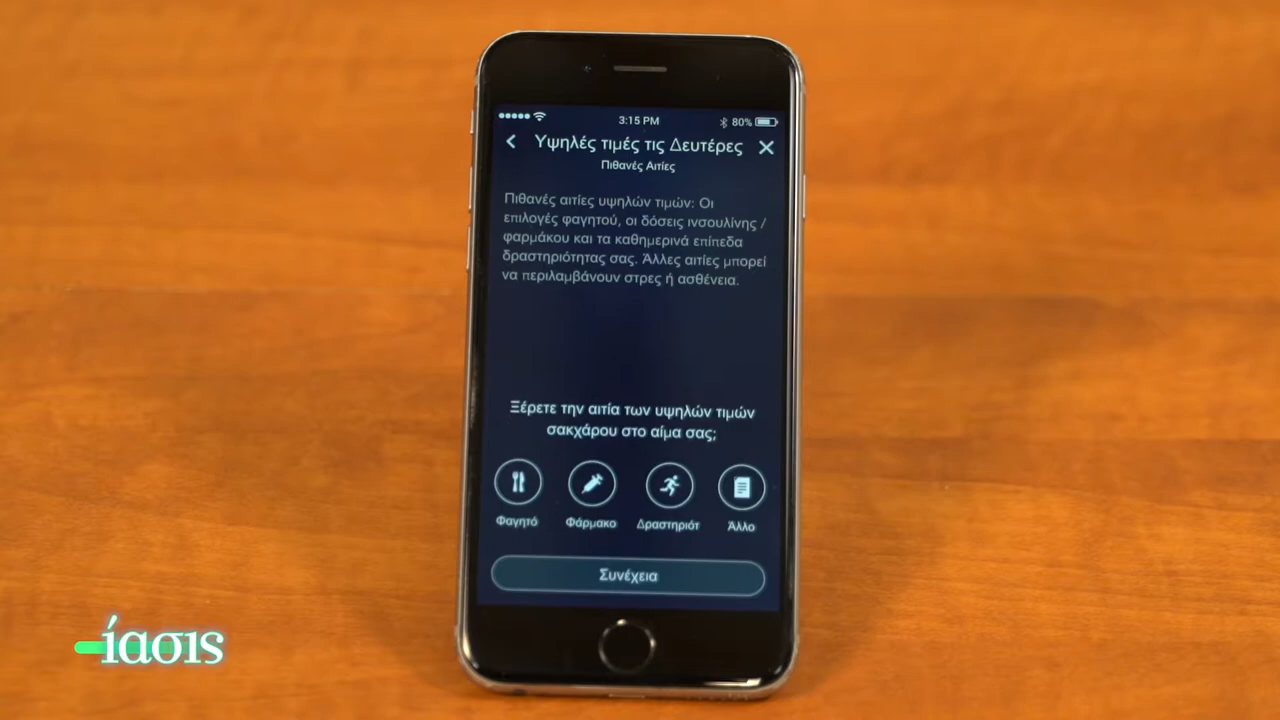 3:15 PM
80%
Υψηλές τιμές τις Δευτέρες
Πιθανές Αιτίες
Πιθανές αιτίες υψηλών τιμών: Οι
επιλογές φαγητού, οι δόσεις ινσουλίνης /
φαρμάκου και τα καθημερινά επίπεδα
δραστηριότητας σας. Άλλες αιτίες μπορεί
να περιλαμβάνουν στρες ή ασθένεια.
Ξέρετε την αιτία των υψηλών τιμών
σακχάρου στο αίμα σας;
Φαγητό Φάρμακο Δραστηριότ Άλλο
Συνέχεια
ίασις